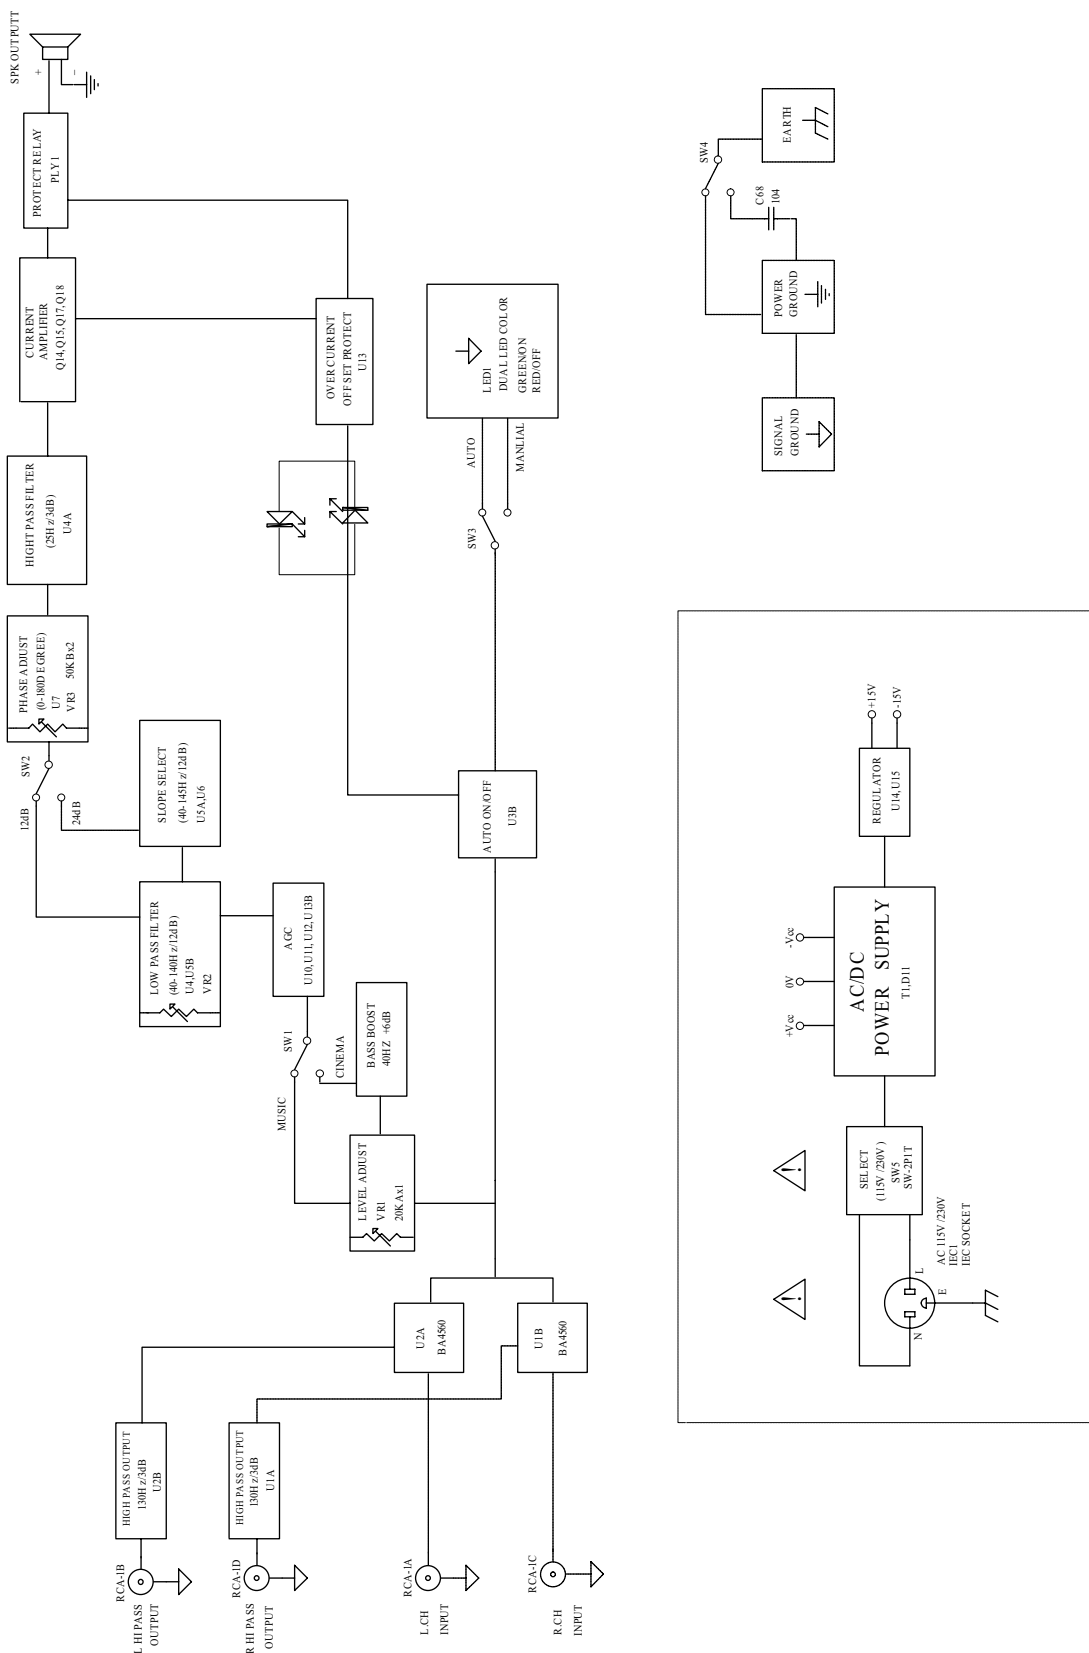 SPK OUTPUTT
+
−
PROTECT RELAY
PLY1
CURRENT
AMPLIFIER
Q14,Q15,Q17,Q18
HIGHT PASS FILTER
(25Hz/3dB)
U4A
PHASE ADJUST
(0-180DEGREE)
U7
VR3 50KBx2
SW2
12dB
24dB
SLOPE SELECT
(40-145Hz/12dB)
U5A,U6
LOW PASS FILTER
(40-140Hz/12dB)
U4,U5B
VR2
AGC
U10,U11,U12,U13B
SW1
MUSIC
CINEMA
BASS BOOST
40HZ +6dB
LEVEL ADJUST
VR1
20KAx1
OVER CURRENT
OFFSET PROTECT
U13
LED1
DUAL LED COLOR
GREEN/ON
RED/OFF
AUTO
MANLIAL
SW3
AUTO ON/OFF
U3B
U2A
BA4560
U1B
BA4560
HIGH PASS OUTPUT
130Hz/3dB
U2B
HIGH PASS OUTPUT
130Hz/3dB
U1A
RCA-1B
L HI PASS
OUTPUT
RCA-1D
R HI PASS
OUTPUT
RCA-1A
L.CH
INPUT
RCA-1C
R.CH
INPUT
EARTH
SW4
C68
104
POWER
GROUND
SIGNAL
GROUND
+15V
-15V
REGULATOR
U14,U15
-Vcc
0V
+Vcc
AC/DC
POWER SUPPLY
T1,D11
SELECT
(115V/230V)
SW5
SW-2P1T
!
!
AC 115V/230V
IEC1
IEC SOCKET
L
E
N